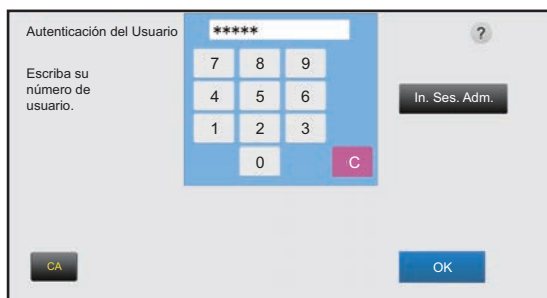 Autenticación del Usuario
*****
?
Escriba su
número de
usuario.
7 8 9
4 5 6
1 2 3
0 C
In. Ses. Adm.
CA
OK